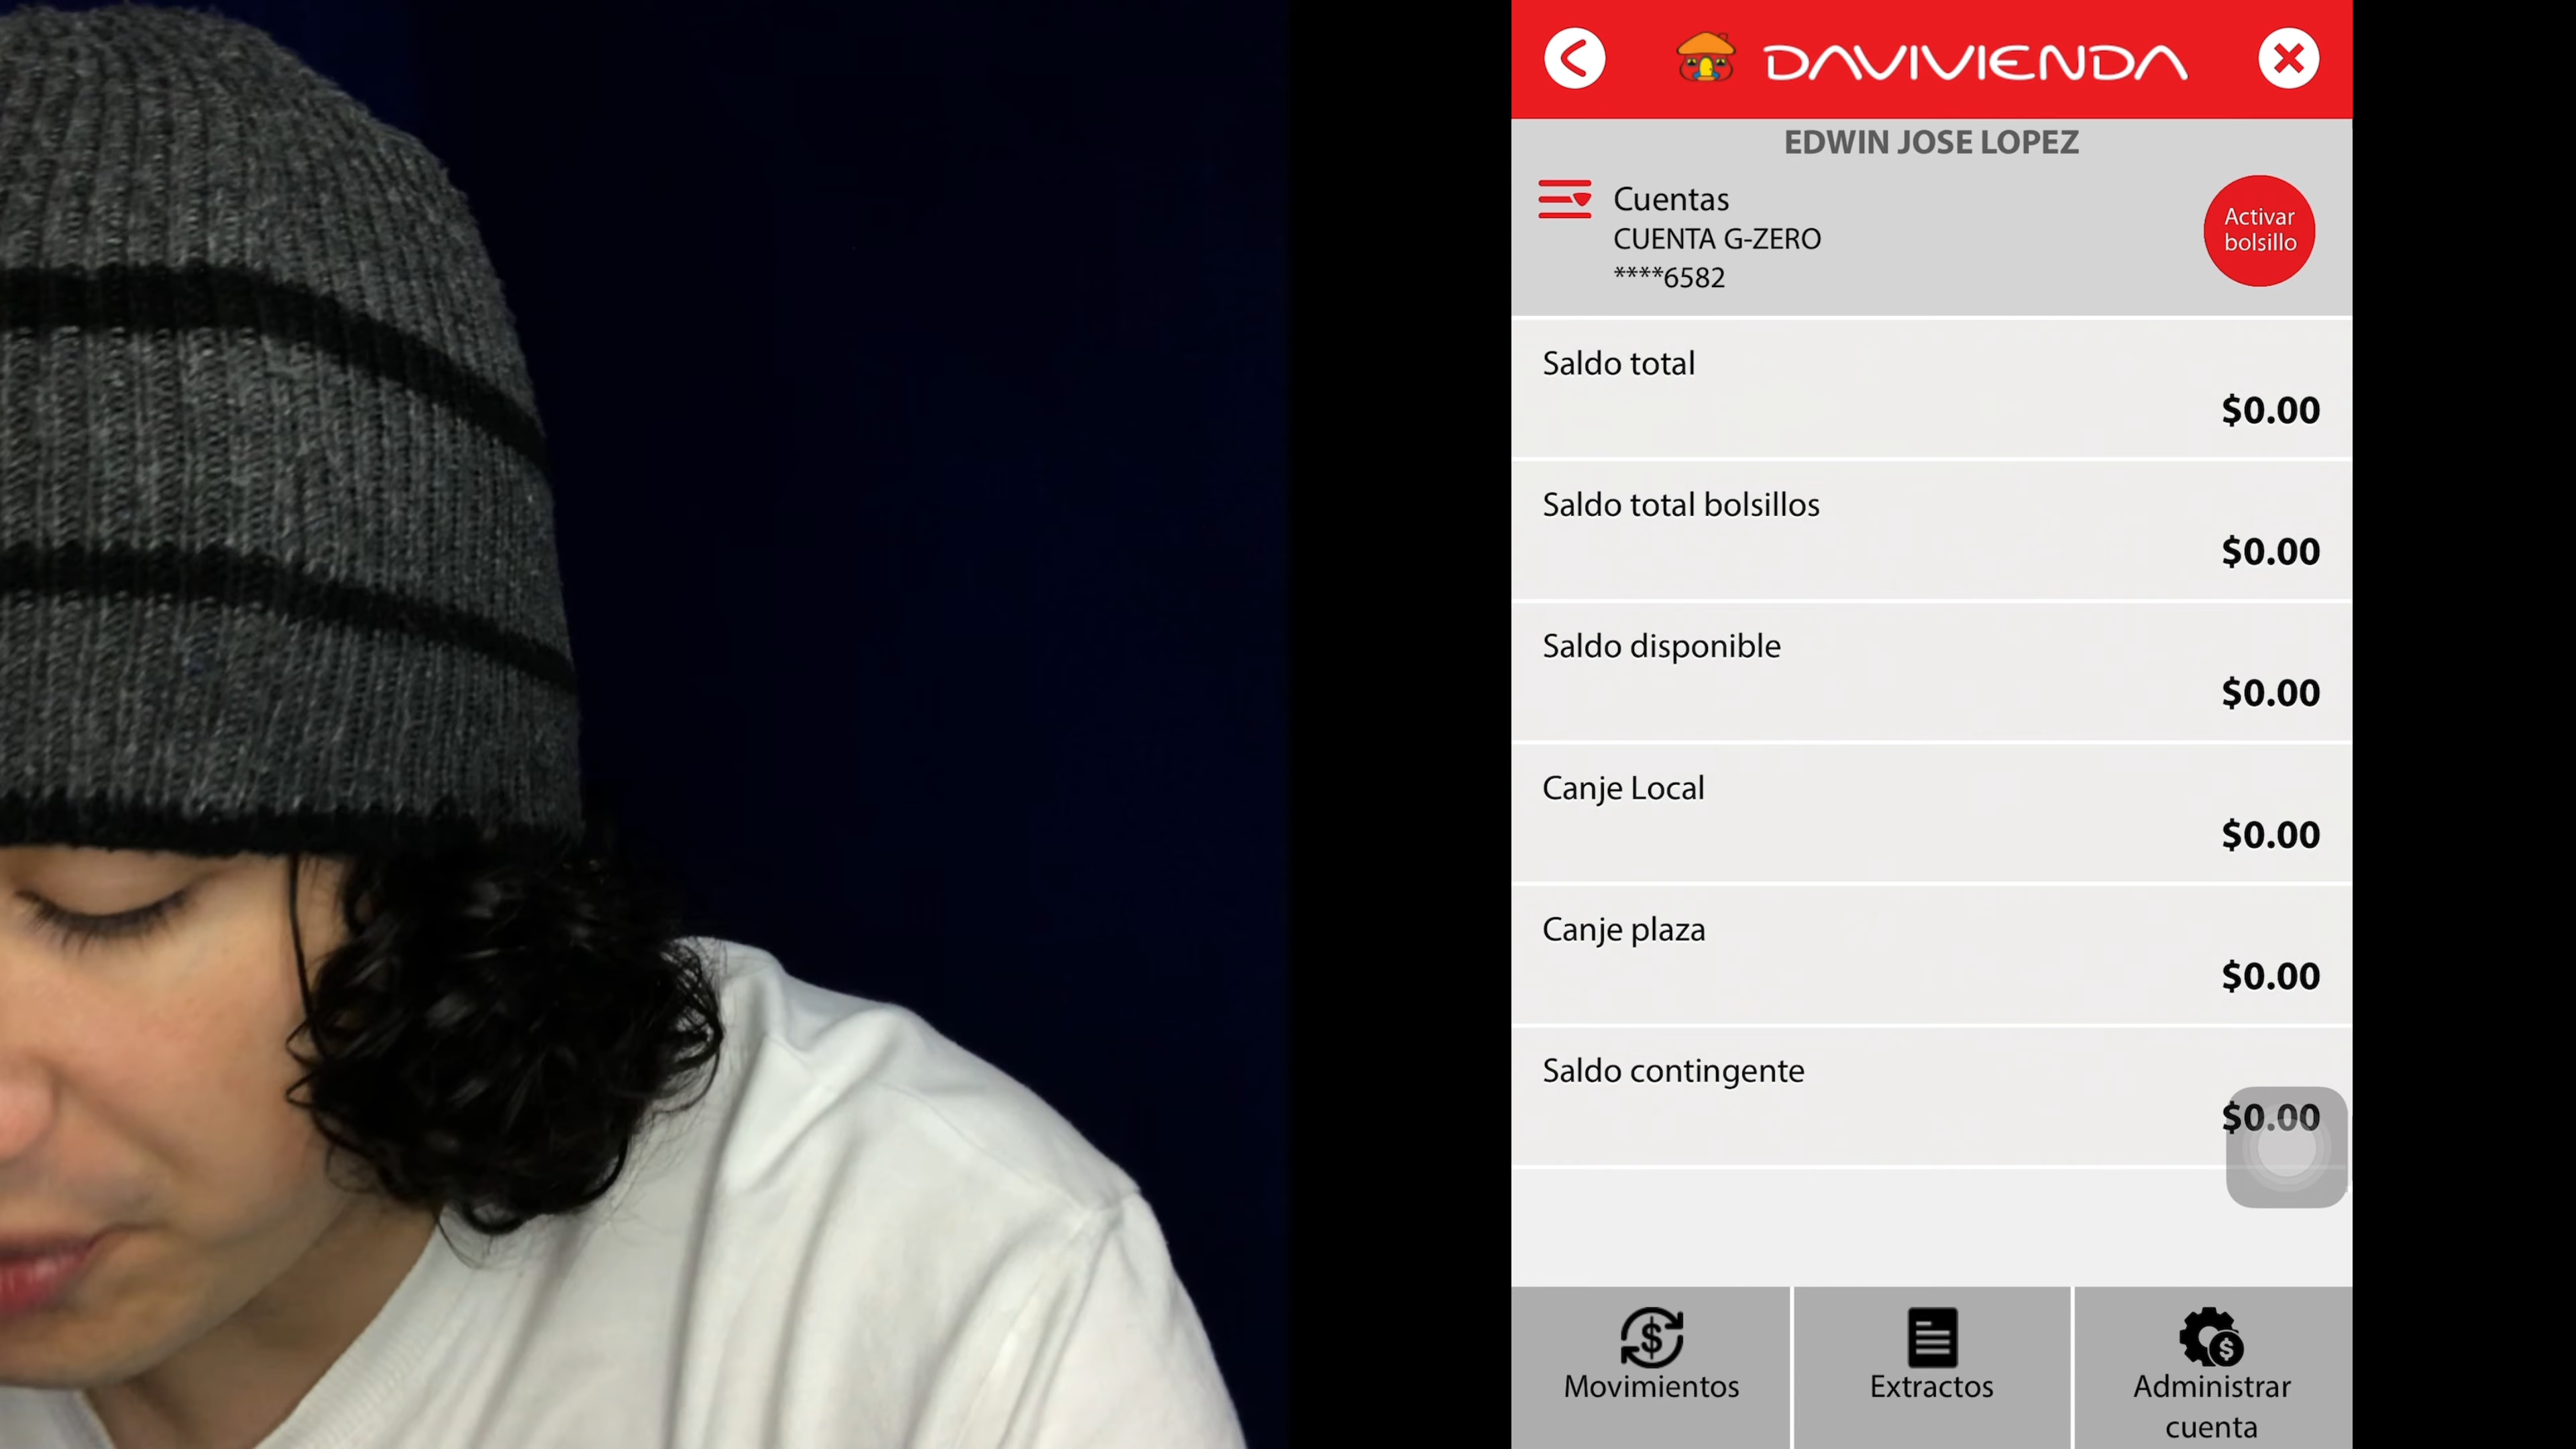 DAVIVIENDA
EDWIN JOSE LOPEZ
Cuentas
CUENTA G-ZERO
****6582
Activar
bolsillo
Saldo total
$0.00
Saldo total bolsillos
$0.00
Saldo disponible
$0.00
Canje Local
$0.00
Canje plaza
$0.00
Saldo contingente
$0.00
Movimientos
Extractos
Administrar
cuenta